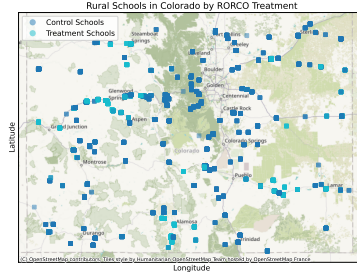 Rural Schools in Colorado by RORCO Treatment
Control Schools
Treatment Schools
Steamboat
Springs
Greeley
Boulder
Golden
Glenwood
Centennial
Castle Rock
Aspen
Grand Junction
Colorado Springs
Colorado
Montrose
Pueblo
Lamar
Alamosa
Durango
Trinidad
Latitude
(C) OpenStreetMap contributors, Tiles style by Humanitarian OpenStreetMap Team hosted by OpenStreetMap France
Longitude